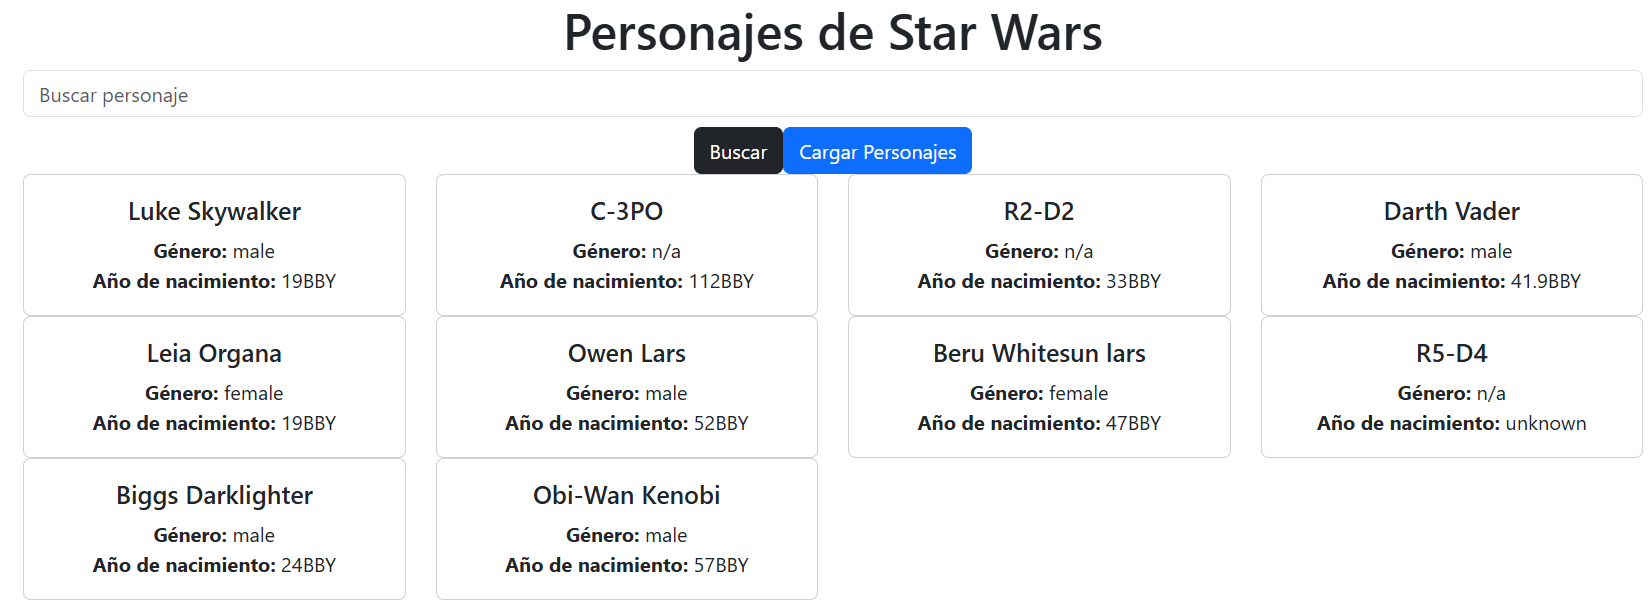 Personajes de Star Wars
Buscar personaje
Buscar
Cargar Personajes
Luke Skywalker
Género: male
Año de nacimiento: 19BBY
C-3PO
Género: n/a
Año de nacimiento: 112BBY
R2-D2
Género: n/a
Año de nacimiento: 33BBY
Darth Vader
Género: male
Año de nacimiento: 41.9BBY
Leia Organa
Género: female
Año de nacimiento: 19BBY
Owen Lars
Género: male
Año de nacimiento: 52BBY
Beru Whitesun lars
Género: female
Año de nacimiento: 47BBY
R5-D4
Género: n/a
Año de nacimiento: unknown
Biggs Darklighter
Género: male
Año de nacimiento: 24BBY
Obi-Wan Kenobi
Género: male
Año de nacimiento: 57BBY